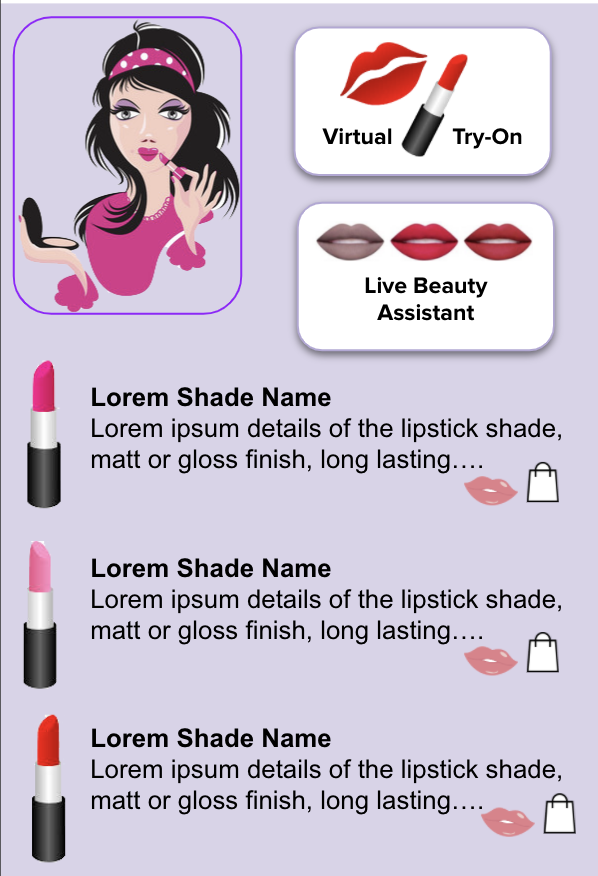 Virtual Try-On
Live Beauty
Assistant
Lorem Shade Name
Lorem ipsum details of the lipstick shade,
matt or gloss finish, long lasting….
Lorem Shade Name
Lorem ipsum details of the lipstick shade,
matt or gloss finish, long lasting….
Lorem Shade Name
Lorem ipsum details of the lipstick shade,
matt or gloss finish, long lasting….